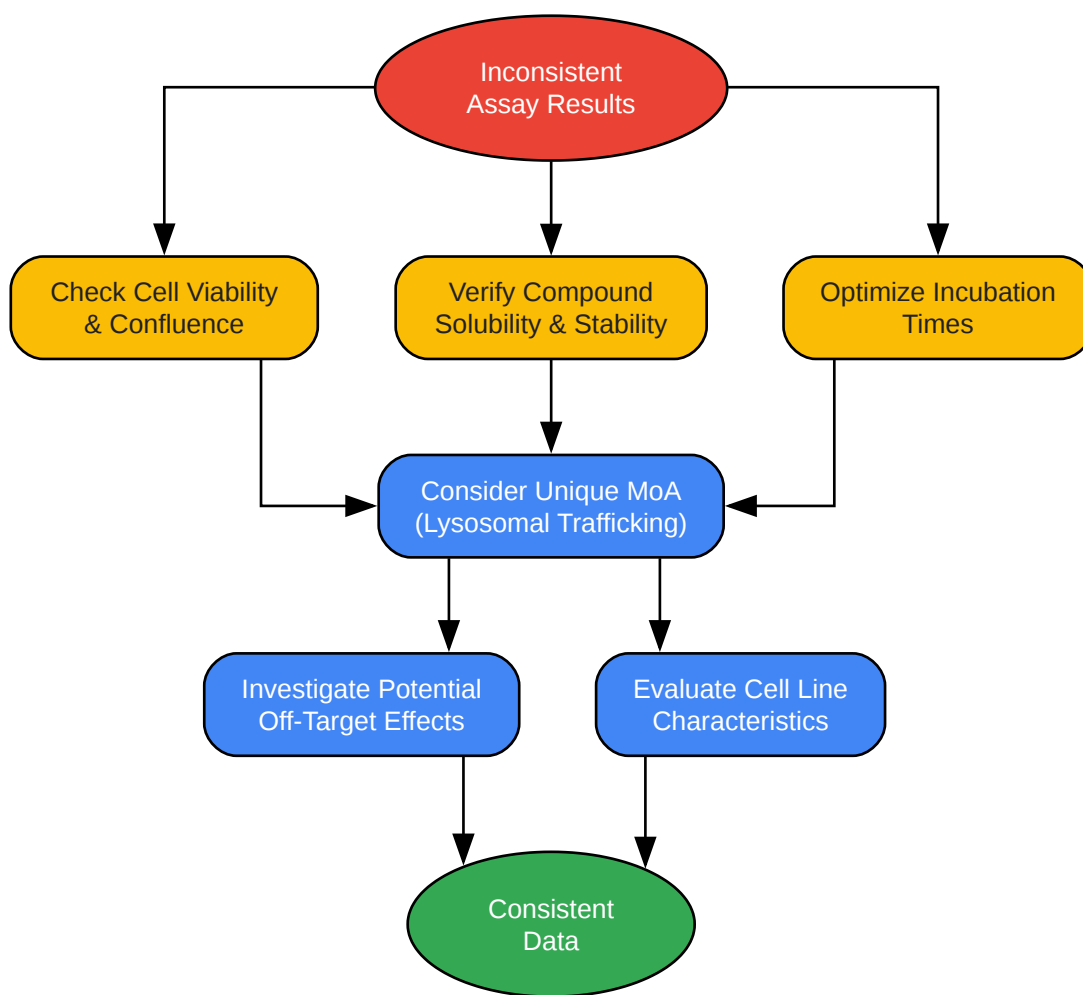 Inconsistent
Assay Results
Check Cell Viability
& Confluence
Verify Compound
Solubility & Stability
Optimize Incubation
Times
Consider Unique MoA
(Lysosomal Trafficking)
Investigate Potential
Off-Target Effects
Evaluate Cell Line
Characteristics
Consistent
Data